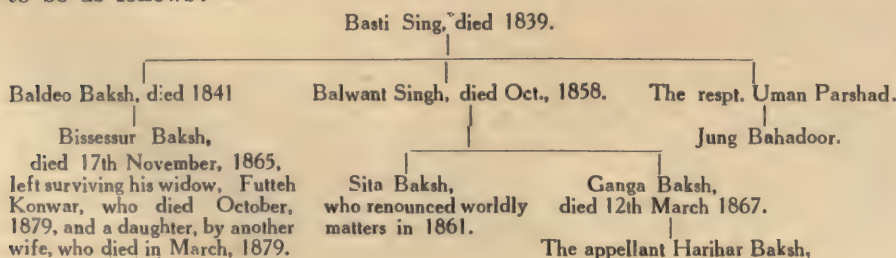 Basti Sing, died 1839.
Baldeo Baksh, died 1841 Balwant Singh, died Oct., 1858. The respt. Uman Parshad.
Bissessur Baksh, Jung Bahadoor.
died 17th November, 1865,
left surviving his widow, Futteh Sita Baksh, Ganga Baksh,
Konwar, who died October, who renounced worldly died 12th March 1867.
1879, and a daughter, by another matters in 1861.
wife, who died in March, 1879. The appellant Harihar Baksh,